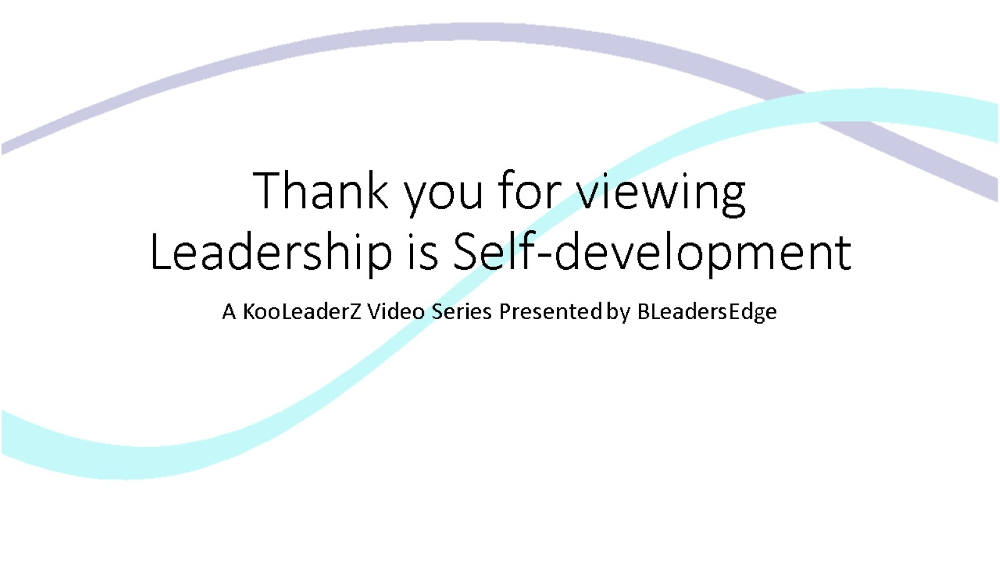 Thank you for viewing
Leadership is Self-development
A KooLeaderZ Video Series Presented by BLeadersEdge